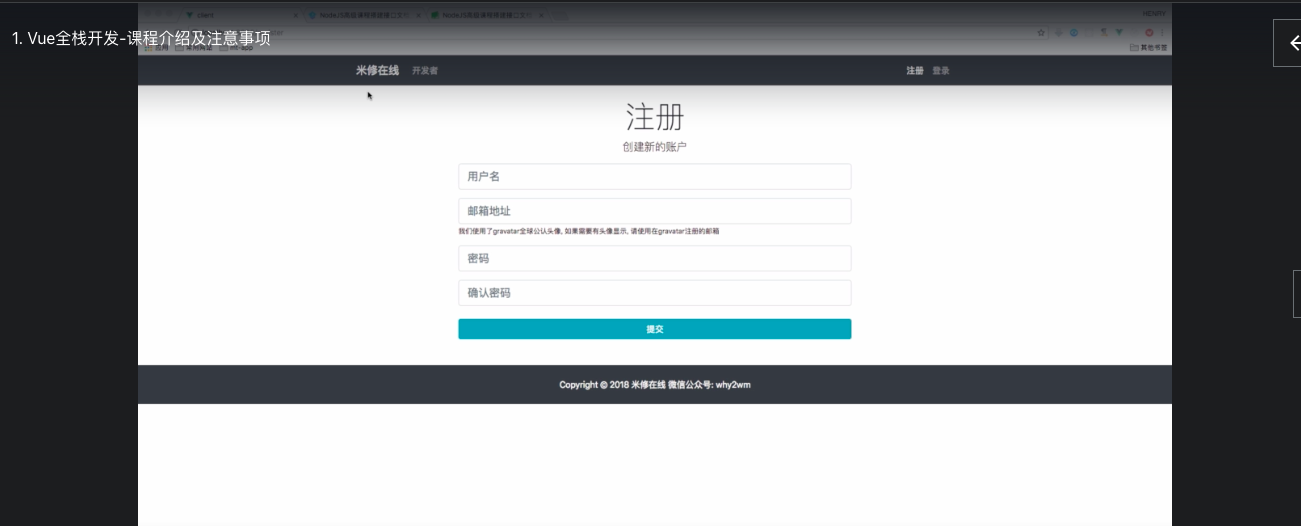 1. Vue全栈开发-课程介绍及注意事项
HENRY
其他书签
米修在线 开发者 注册 登录
注册
创建新的账户
用户名
邮箱地址
我们使用了gravatar全球公认头像, 如果需要有头像显示, 请使用在gravatar注册的邮箱
密码
确认密码
提交
Copyright © 2018 米修在线 微信公众号: why2wm